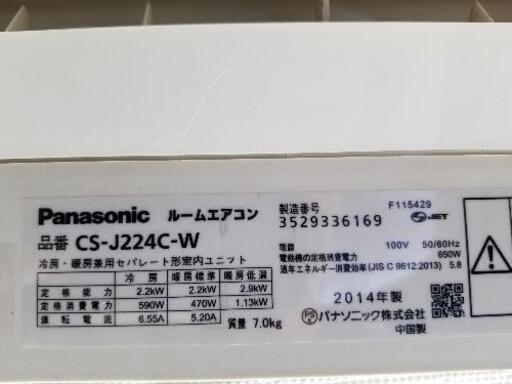 Panasonic ルームエアコン
品番 CS-J224C-W
冷房・暖房兼用セパレート形室内ユニット
冷房 暖房標準 暖房低温
定格能力 2.2kW 2.2kW 2.9kW
定格消費電力 590W 470W 1.13kW
運転電流 6.55A 5.20A
質量 7.0kg
製造番号 F115429
3529336169
JET
電源 100V 50/60Hz
電動機の定格消費電力 650W
通年エネルギー消費効率(JIS C 9612:2013) 5.8
2014年製
PS E パナソニック株式会社
中国製